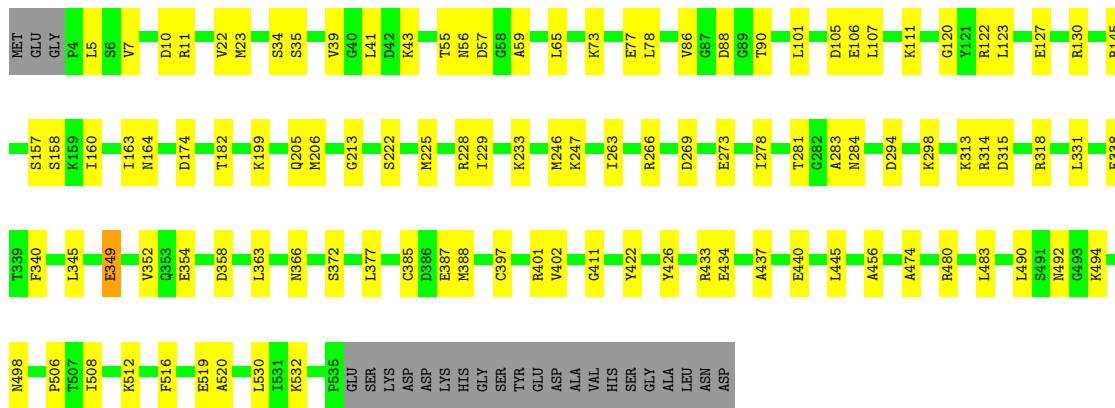 MET GLU GLY P4 L5 S6 V7 D10 R11 V22 M23 S34 S35 V39 G40 L41 D42 K43 T55 N56 D57 G58 A59 L65 K73 E77 L78 V86 G87 D88 G89 T90 L101 D105 E106 L107 K111 G120 Y121 R122 L123 E127 R130
S157 S158 K159 I160 I163 N164 D174 T182 K199 Q205 M206 G213 S222 M225 R228 I229 K233 M246 K247 I263 R266 D269 E273 I278 T281 G282 A283 N284 D294 K298 K313 R314 D315 R318 L331
T339 F340 L345 E349 V352 Q353 E354 D358 L363 N366 S372 L377 C385 D386 E387 M388 C397 R401 V402 G411 Y422 Y426 R433 E434 A437 E440 L445 A456 A474 R480 L483 L490 S491 N492 G493 K494
N498 P506 T507 I508 K512 F516 E519 A520 L530 I531 K532 P535 GLU SER LYS ASP ASP LYS HIS GLY SER TYR GLU ASP ALA VAL HIS SER GLY ALA LEU ASN ASP